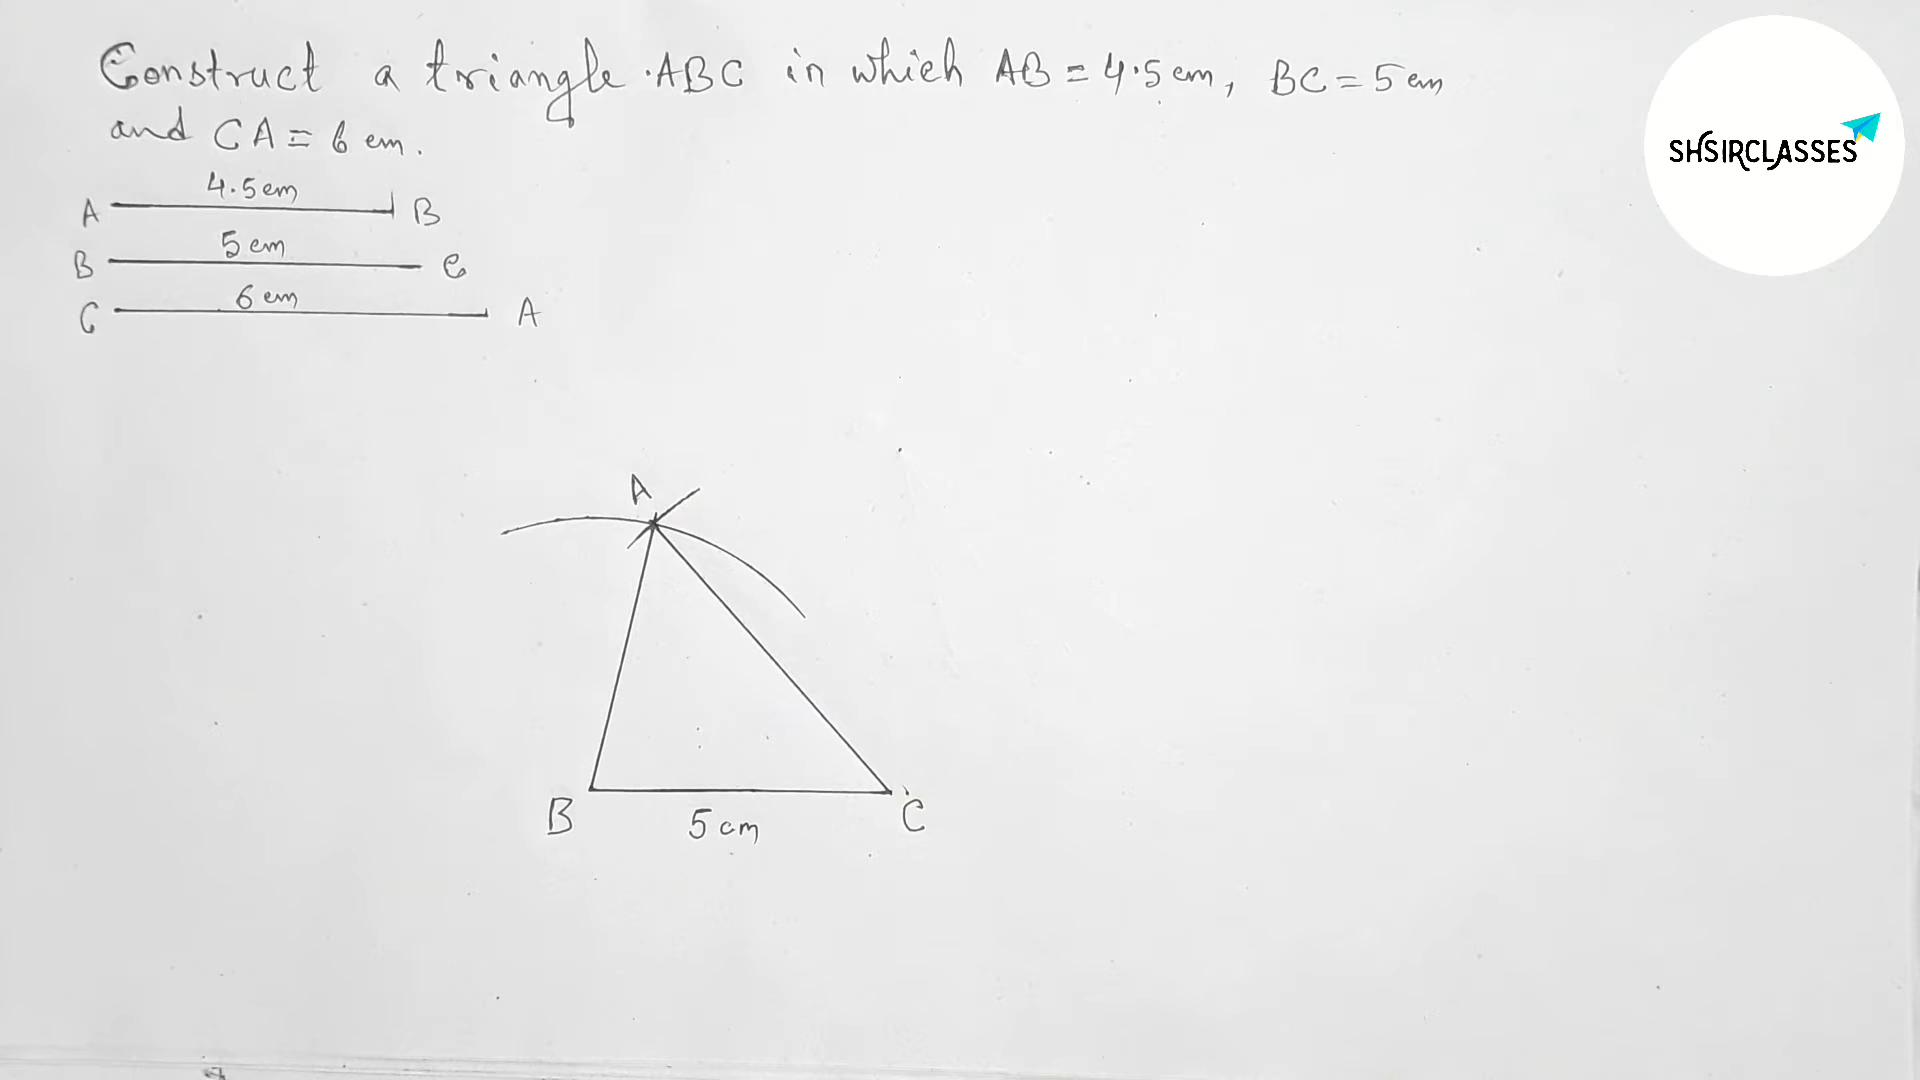 Construct a triangle ABC in which AB = 4.5 cm, BC = 5 cm
and CA = 6 cm.
4.5 cm
A B
5 cm
B C
6 cm
C A
SHSIRCLASSES
A
B C
5 cm